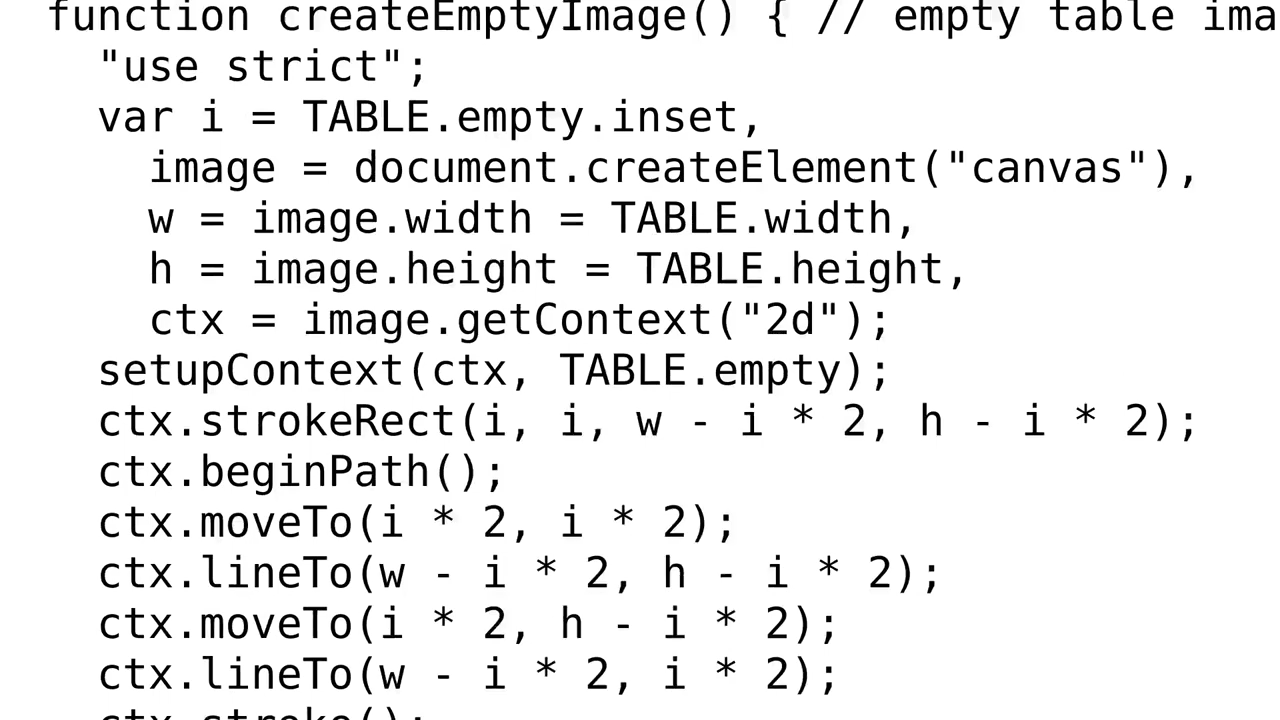 function createEmptyImage() { // empty table ima
"use strict";
var i = TABLE.empty.inset,
image = document.createElement("canvas"),
w = image.width = TABLE.width,
h = image.height = TABLE.height,
ctx = image.getContext("2d");
setupContext(ctx, TABLE.empty);
ctx.strokeRect(i, i, w - i * 2, h - i * 2);
ctx.beginPath();
ctx.moveTo(i * 2, i * 2);
ctx.lineTo(w - i * 2, h - i * 2);
ctx.moveTo(i * 2, h - i * 2);
ctx.lineTo(w - i * 2, i * 2);
ctx.stroke();